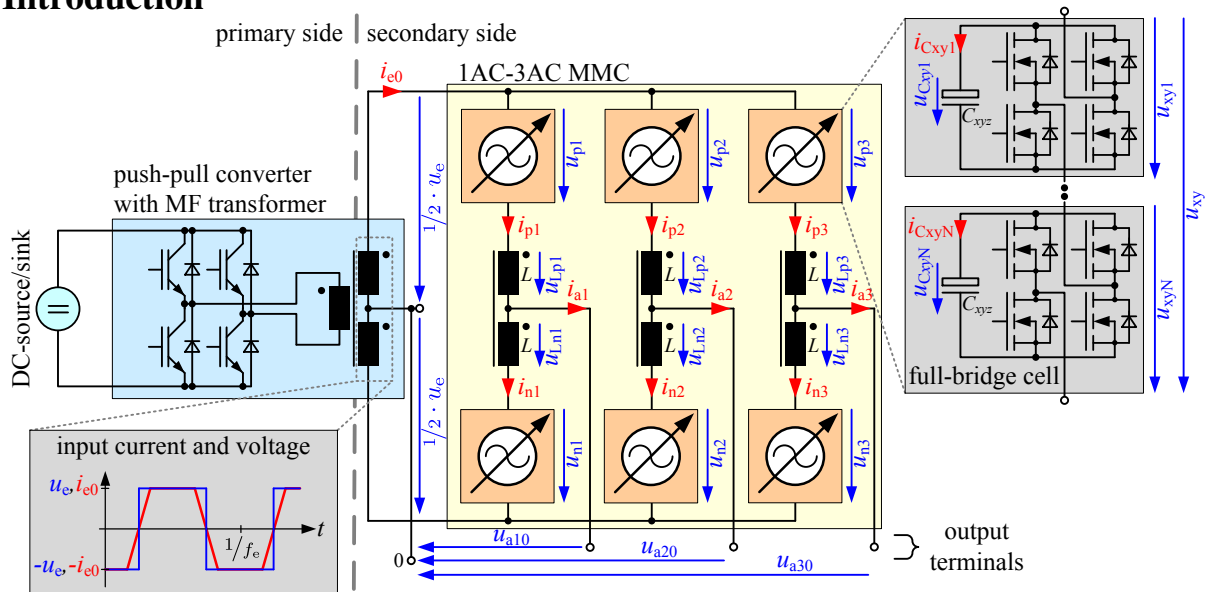 Introduction
primary side
secondary side
push-pull converter
with MF transformer
DC-source/sink
i_e0
1/2 · u_e
1/2 · u_e
1AC-3AC MMC
u_p1
u_p2
u_p3
i_p1
i_p2
i_p3
L
u_Lp1
L
u_Lp2
L
u_Lp3
i_a1
i_a2
i_a3
L
u_Ln1
L
u_Ln2
L
u_Ln3
i_n1
i_n2
i_n3
u_n1
u_n2
u_n3
i_Cxy1
u_Cxy1
C_xyz
u_xy1
u_xy
i_CxyN
u_CxyN
C_xyz
u_xyN
full-bridge cell
input current and voltage
u_e,i_e0
1/f_e
t
-u_e,-i_e0
0
u_a10
u_a20
u_a30
output
terminals